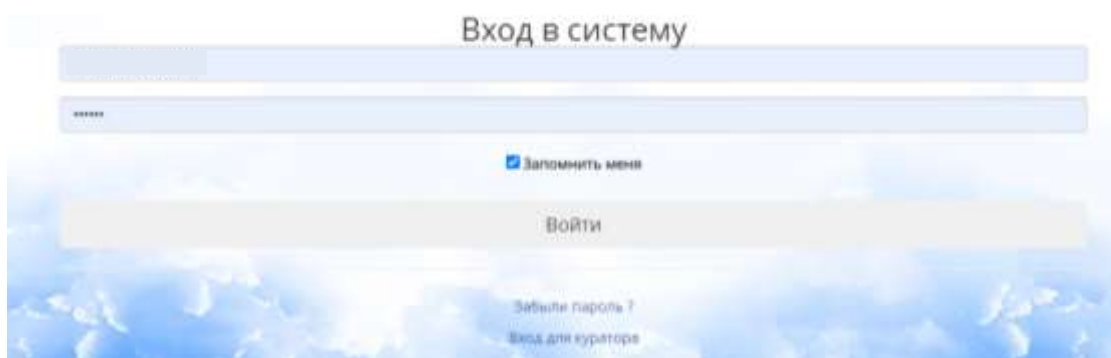 Вход в систему
••••••
Запомнить меня
Войти
Забыли пароль ?
Вход для куратора